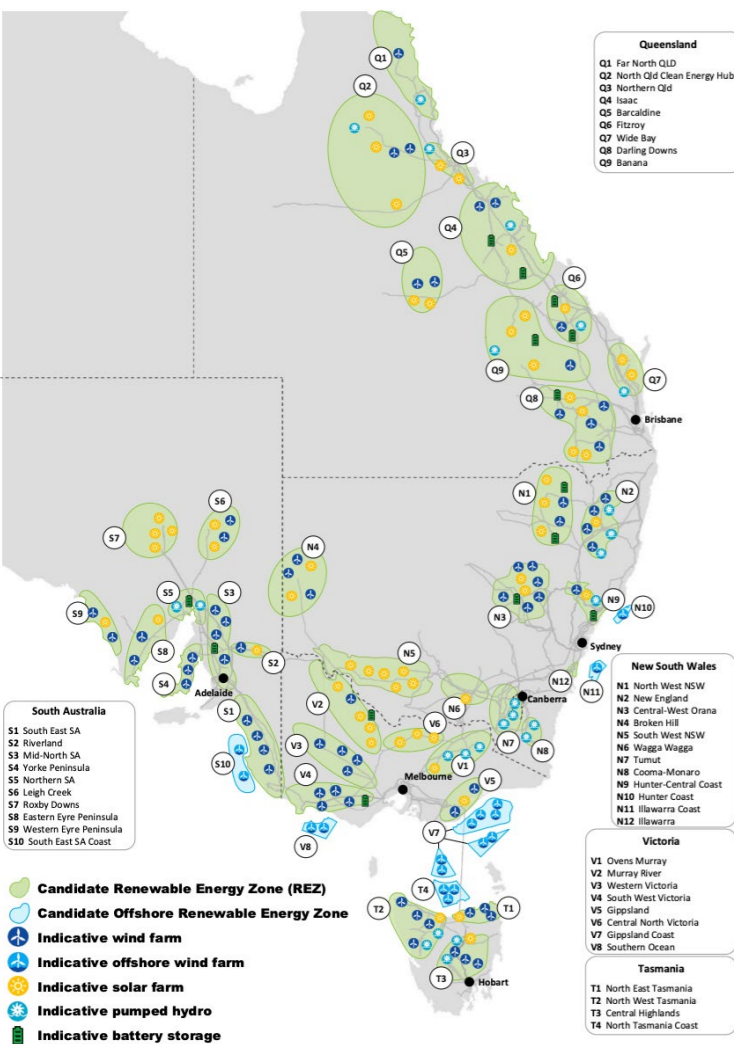 Queensland
Q1 Far North QLD
Q2 North Qld Clean Energy Hub
Q3 Northern Qld
Q4 Isaac
Q5 Barcaldine
Q6 Fitzroy
Q7 Wide Bay
Q8 Darling Downs
Q9 Banana
Q1
Q2
Q3
Q4
Q5
Q6
Q9
Q7
Q8
Brisbane
N1
N2
S6
S7
N4
S5
S3
N3
N9
N10
S9
S8
S2
Sydney
N5
N12
N11
S4
Adelaide
V2
N6
Canberra
S1
V6
N7
N8
S10
V3
V1
V4
Melbourne
V5
V8
V7
T4
T2
T1
T3
Hobart
New South Wales
N1 North West NSW
N2 New England
N3 Central-West Orana
N4 Broken Hill
N5 South West NSW
N6 Wagga Wagga
N7 Tumut
N8 Cooma-Monaro
N9 Hunter-Central Coast
N10 Hunter Coast
N11 Illawarra Coast
N12 Illawarra
South Australia
S1 South East SA
S2 Riverland
S3 Mid-North SA
S4 Yorke Peninsula
S5 Northern SA
S6 Leigh Creek
S7 Roxby Downs
S8 Eastern Eyre Peninsula
S9 Western Eyre Peninsula
S10 South East SA Coast
Victoria
V1 Ovens Murray
V2 Murray River
V3 Western Victoria
V4 South West Victoria
V5 Gippsland
V6 Central North Victoria
V7 Gippsland Coast
V8 Southern Ocean
Tasmania
T1 North East Tasmania
T2 North West Tasmania
T3 Central Highlands
T4 North Tasmania Coast
Candidate Renewable Energy Zone (REZ)
Candidate Offshore Renewable Energy Zone
Indicative wind farm
Indicative offshore wind farm
Indicative solar farm
Indicative pumped hydro
Indicative battery storage